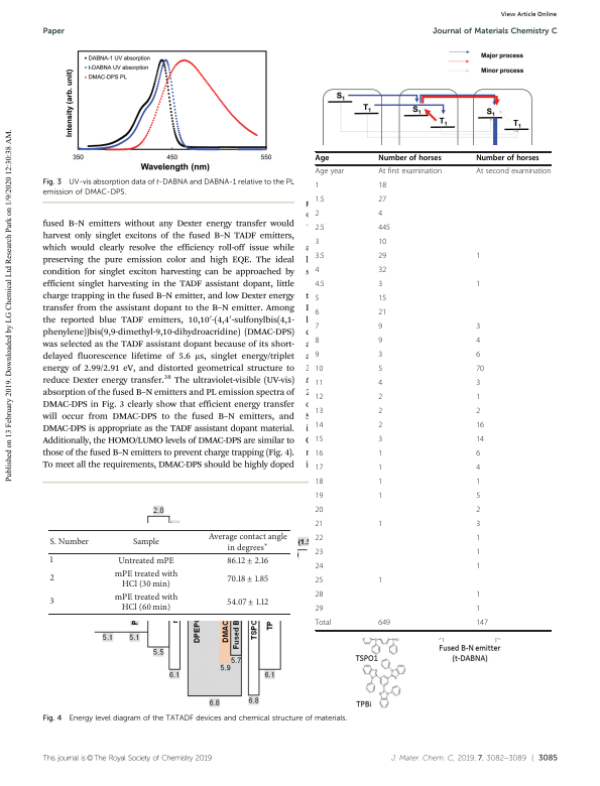 View Article Online
Paper
Journal of Materials Chemistry C
Published on 13 February 2019. Downloaded by LG Chemical Ltd Research Park on 1/9/2020 12:30:38 AM.
Intensity (arb. unit)
• DABNA-1 UV absorption
• t-DABNA UV absorption
• DMAC-DPS PL
350 450 550
Wavelength (nm)
Fig. 3 UV–vis absorption data of t-DABNA and DABNA-1 relative to the PL
emission of DMAC–DPS.
fused B–N emitters without any Dexter energy transfer would
harvest only singlet excitons of the fused B–N TADF emitters,
which would clearly resolve the efficiency roll-off issue while
preserving the pure emission color and high EQE. The ideal
condition for singlet exciton harvesting can be approached by
efficient singlet harvesting in the TADF assistant dopant, little
charge trapping in the fused B–N emitter, and low Dexter energy
transfer from the assistant dopant to the B–N emitter. Among
the reported blue TADF emitters, 10,10′-(4,4′-sulfonylbis(4,1-
phenylene))bis(9,9-dimethyl-9,10-dihydroacridine) (DMAC-DPS)
was selected as the TADF assistant dopant because of its short-
delayed fluorescence lifetime of 5.6 μs, singlet energy/triplet
energy of 2.99/2.91 eV, and distorted geometrical structure to
reduce Dexter energy transfer.38 The ultraviolet-visible (UV-vis)
absorption of the fused B–N emitters and PL emission spectra of
DMAC-DPS in Fig. 3 clearly show that efficient energy transfer
will occur from DMAC-DPS to the fused B–N emitters, and
DMAC-DPS is appropriate as the TADF assistant dopant material.
Additionally, the HOMO/LUMO levels of DMAC-DPS are similar to
those of the fused B–N emitters to prevent charge trapping (Fig. 4).
To meet all the requirements, DMAC-DPS should be highly doped
Major process
Minor process
S1 T1 S1 T1 S1 T1
Age Number of horses Number of horses
Age year At first examination At second examination
1 18
1.5 27
2 4
2.5 445
3 10
3.5 29 1
4 32
4.5 3 1
5 15
6 21
7 9 3
8 9 4
9 3 6
10 5 70
11 4 3
12 2 1
13 2 2
14 2 16
15 3 14
16 1 6
17 1 4
18 1 1
19 1 5
20 2
21 1 3
22 1
23 1
24 1
25 1
28 1
29 1
Total 649 147
2.0
S. Number Sample Average contact angle
in degrees*
1 Untreated mPE 86.12 ± 2.16
2 mPE treated with
HCl (30 min) 70.18 ± 1.85
3 mPE treated with
HCl (60 min) 54.07 ± 1.12
5.1 5.1
5.5
6.1
DPEP
6.8
DMAC
5.9
Fused B
5.7
TSPC
6.8
TP
6.1
TSPO1
TPBi
Fused B-N emitter
(t-DABNA)
Fig. 4 Energy level diagram of the TATADF devices and chemical structure of materials.
This journal is © The Royal Society of Chemistry 2019
J. Mater. Chem. C, 2019, 7, 3082–3089 | 3085